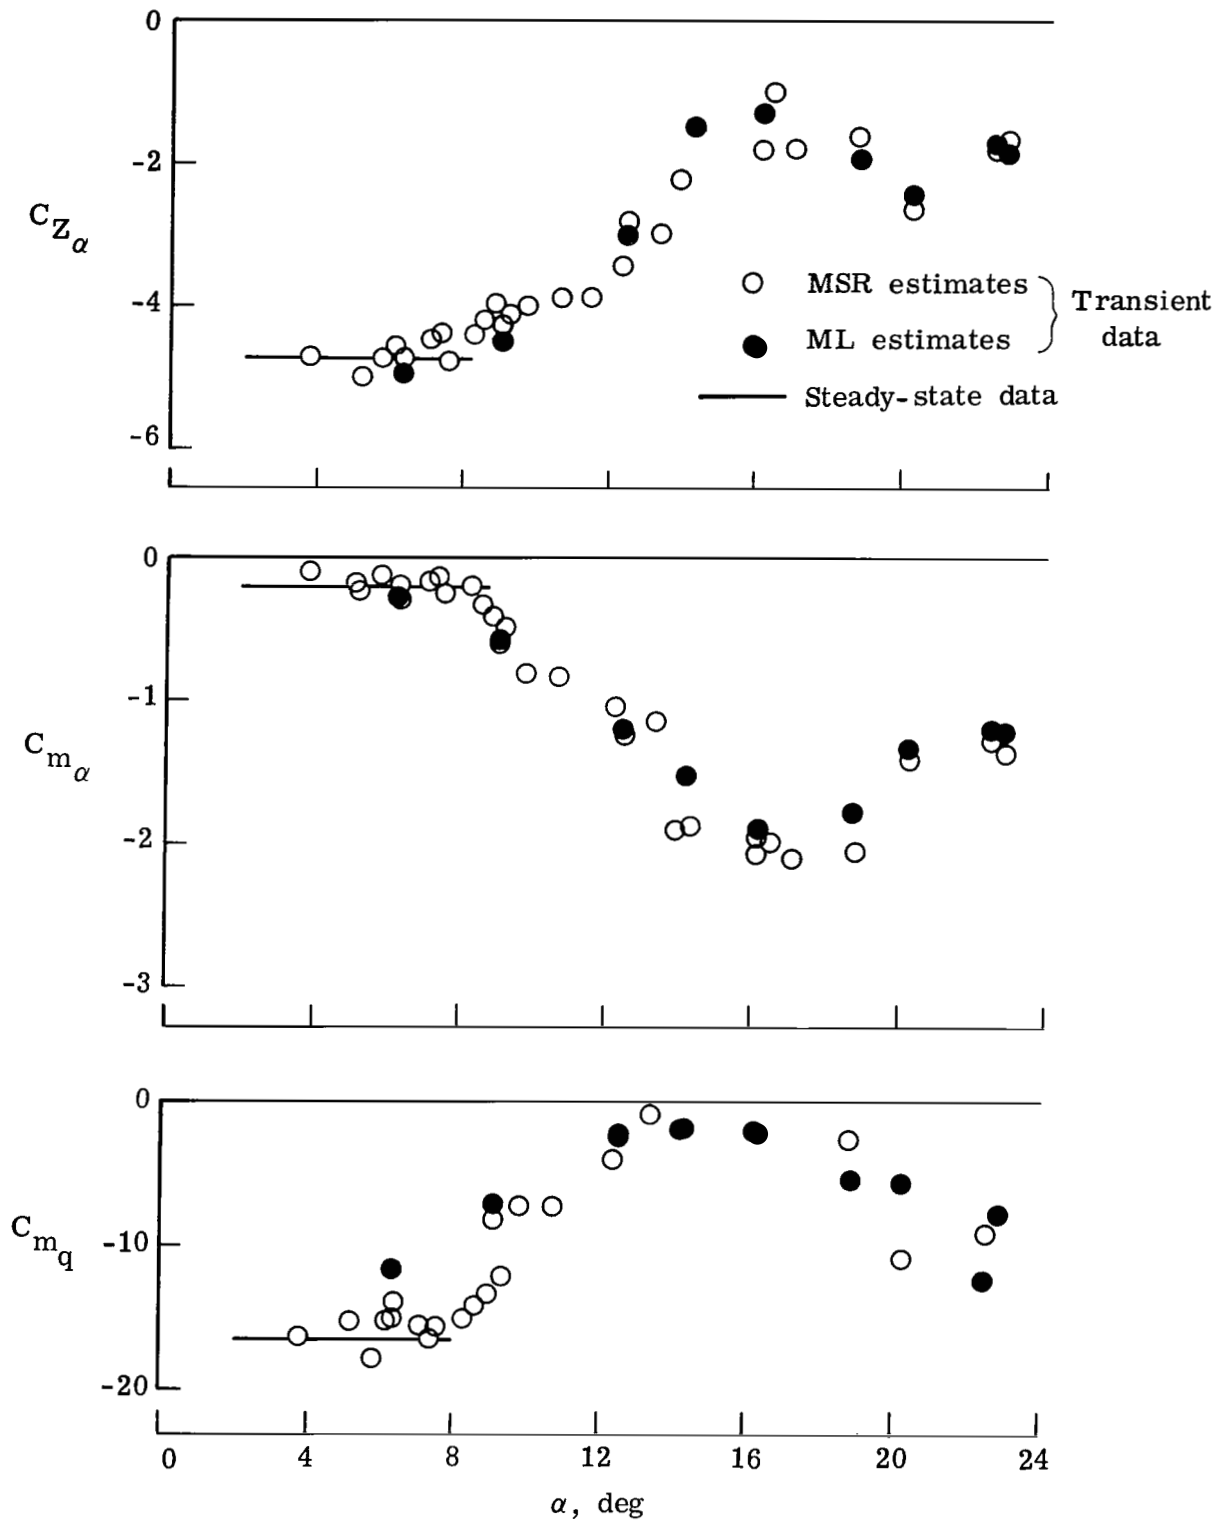 0
-2
C_Z_α
-4
-6
MSR estimates
ML estimates
Transient
data
Steady-state data
0
-1
C_m_α
-2
-3
0
C_m_q
-10
-20
0 4 8 12 16 20 24
α, deg